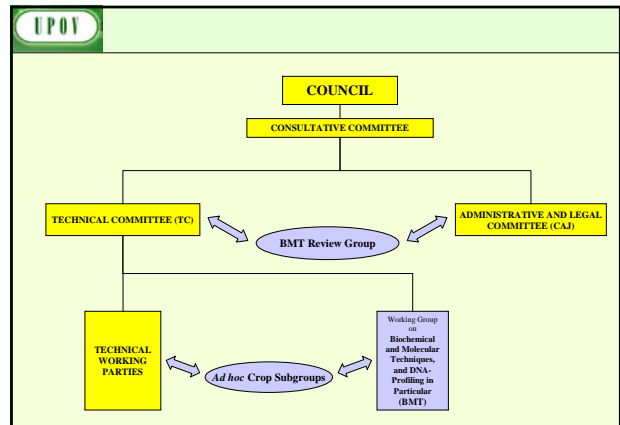 UPOV
COUNCIL
CONSULTATIVE COMMITTEE
TECHNICAL COMMITTEE (TC)
BMT Review Group
ADMINISTRATIVE AND LEGAL
COMMITTEE (CAJ)
TECHNICAL
WORKING
PARTIES
Ad hoc Crop Subgroups
Working Group
on
Biochemical
and Molecular
Techniques,
and DNA-
Profiling in
Particular
(BMT)